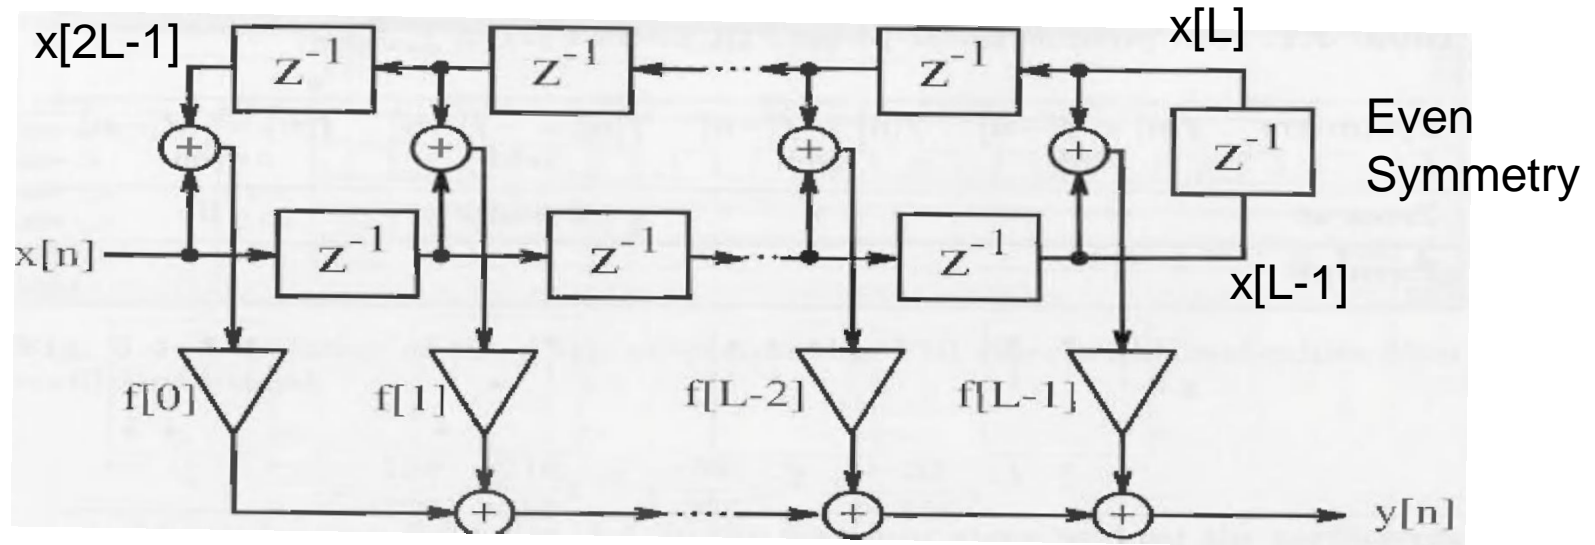 x[2L-1]
x[L]
z⁻¹
z⁻¹
z⁻¹
Even
Symmetry
+
+
+
+
z⁻¹
x[n]
z⁻¹
z⁻¹
z⁻¹
x[L-1]
f[0]
f[1]
f[L-2]
f[L-1]
+
+
+
y[n]